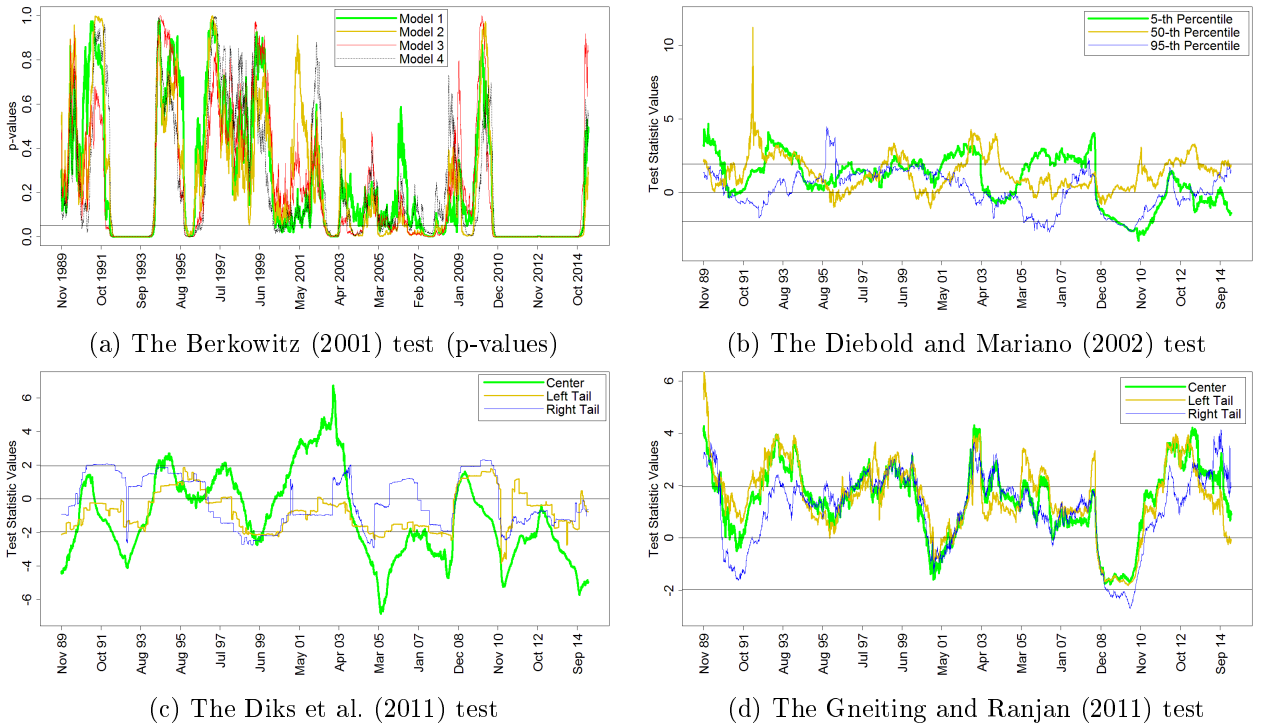 p-values
1.0
0.8
0.6
0.4
0.2
0.0
Model 1
Model 2
Model 3
Model 4
Nov 1989
Oct 1991
Sep 1993
Aug 1995
Jul 1997
Jun 1999
May 2001
Apr 2003
Mar 2005
Feb 2007
Jan 2009
Dec 2010
Nov 2012
Oct 2014
(a) The Berkowitz (2001) test (p-values)
Test Statistic Values
10
5
0
-2
5-th Percentile
50-th Percentile
95-th Percentile
Nov 89
Oct 91
Aug 93
Aug 95
Jul 97
Jun 99
May 01
Apr 03
Mar 05
Jan 07
Dec 08
Oct 10
Oct 12
Sep 14
(b) The Diebold and Mariano (2002) test
Test Statistic Values
6
4
2
0
-2
-4
-6
Center
Left Tail
Right Tail
Nov 89
Oct 91
Aug 93
Aug 95
Jul 97
Jun 99
May 01
Apr 03
Mar 05
Jan 07
Dec 08
Oct 10
Oct 12
Sep 14
(c) The Diks et al. (2011) test
Test Statistic Values
6
4
2
0
-2
Center
Left Tail
Right Tail
Nov 89
Oct 91
Aug 93
Aug 95
Jul 97
Jun 99
May 01
Apr 03
Mar 05
Jan 07
Dec 08
Oct 10
Oct 12
Sep 14
(d) The Gneiting and Ranjan (2011) test